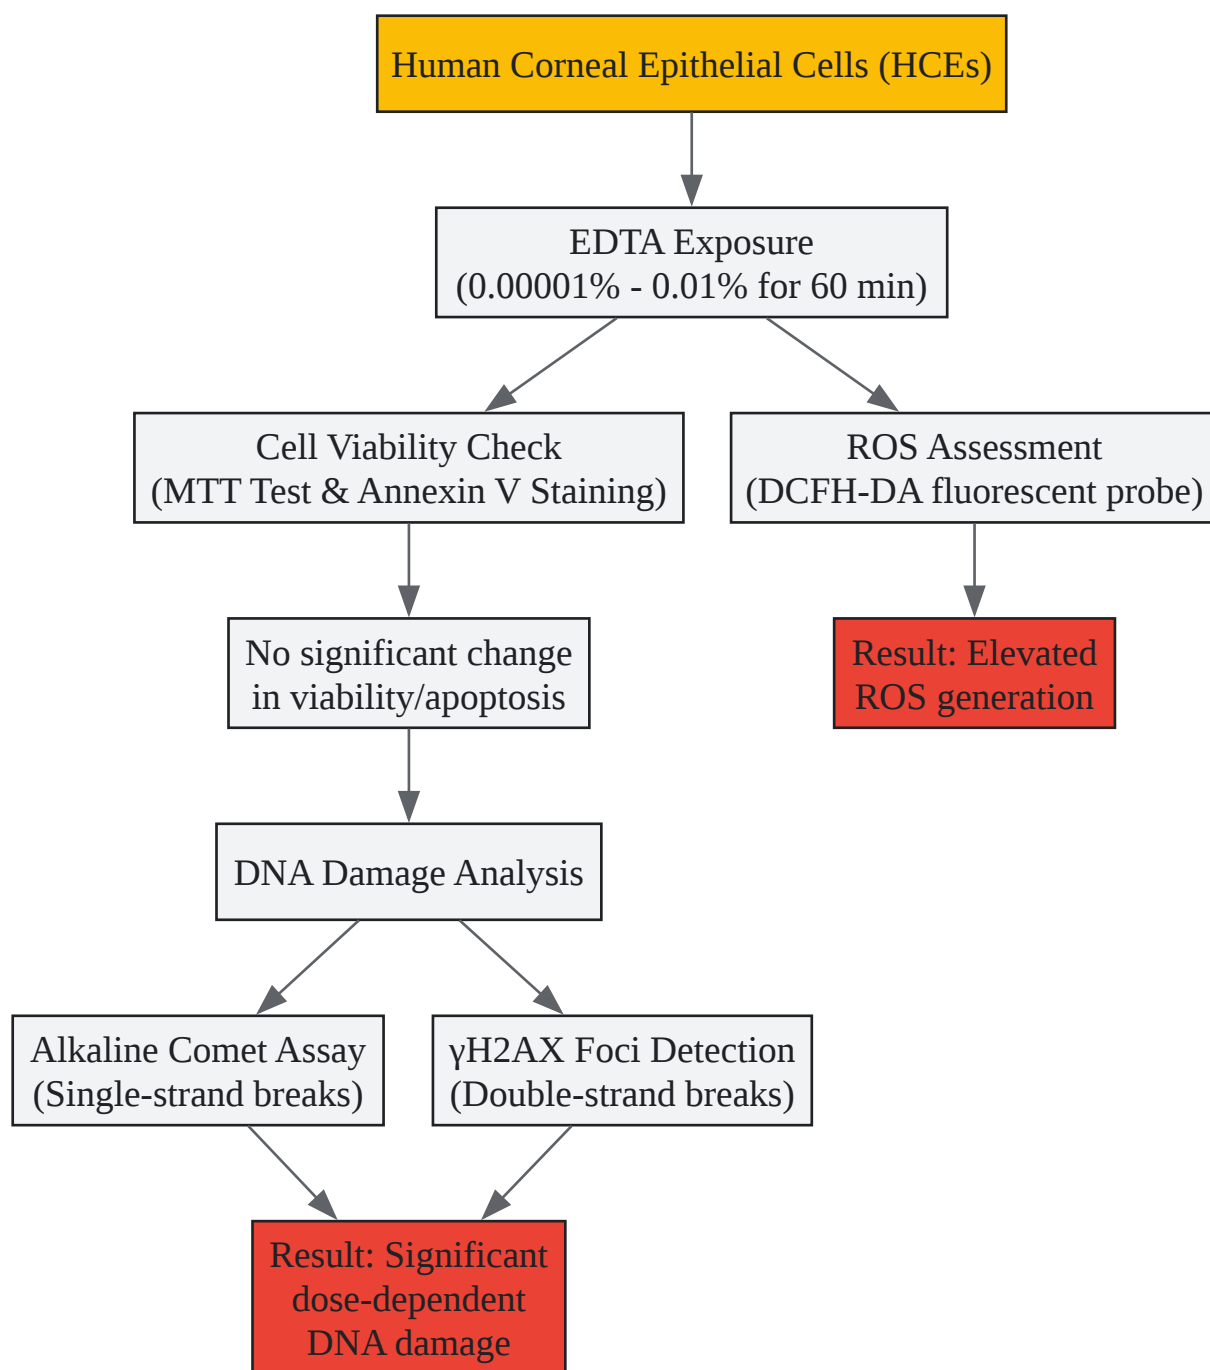 Human Corneal Epithelial Cells (HCEs)
EDTA Exposure
(0.00001% - 0.01% for 60 min)
Cell Viability Check
(MTT Test & Annexin V Staining)
ROS Assessment
(DCFH-DA fluorescent probe)
No significant change
in viability/apoptosis
Result: Elevated
ROS generation
DNA Damage Analysis
Alkaline Comet Assay
(Single-strand breaks)
γH2AX Foci Detection
(Double-strand breaks)
Result: Significant
dose-dependent
DNA damage